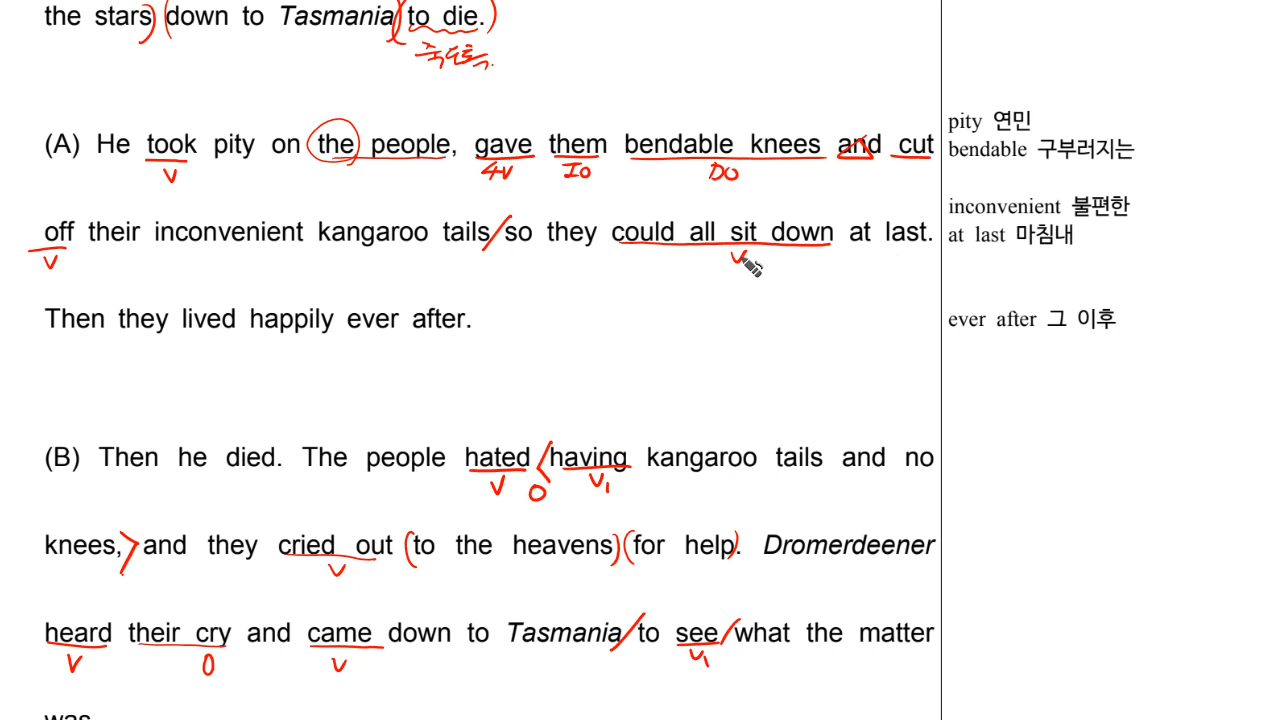 the stars down to Tasmania to die.
죽도록.
(A) He took pity on the people, gave them bendable knees and cut
V 4V IO DO
off their inconvenient kangaroo tails so they could all sit down at last.
V V
Then they lived happily ever after.
(B) Then he died. The people hated having kangaroo tails and no
V O V1
knees, and they cried out to the heavens for help. Dromerdeener
V
heard their cry and came down to Tasmania to see what the matter
V O V V1
was
pity 연민
bendable 구부러지는
inconvenient 불편한
at last 마침내
ever after 그 이후